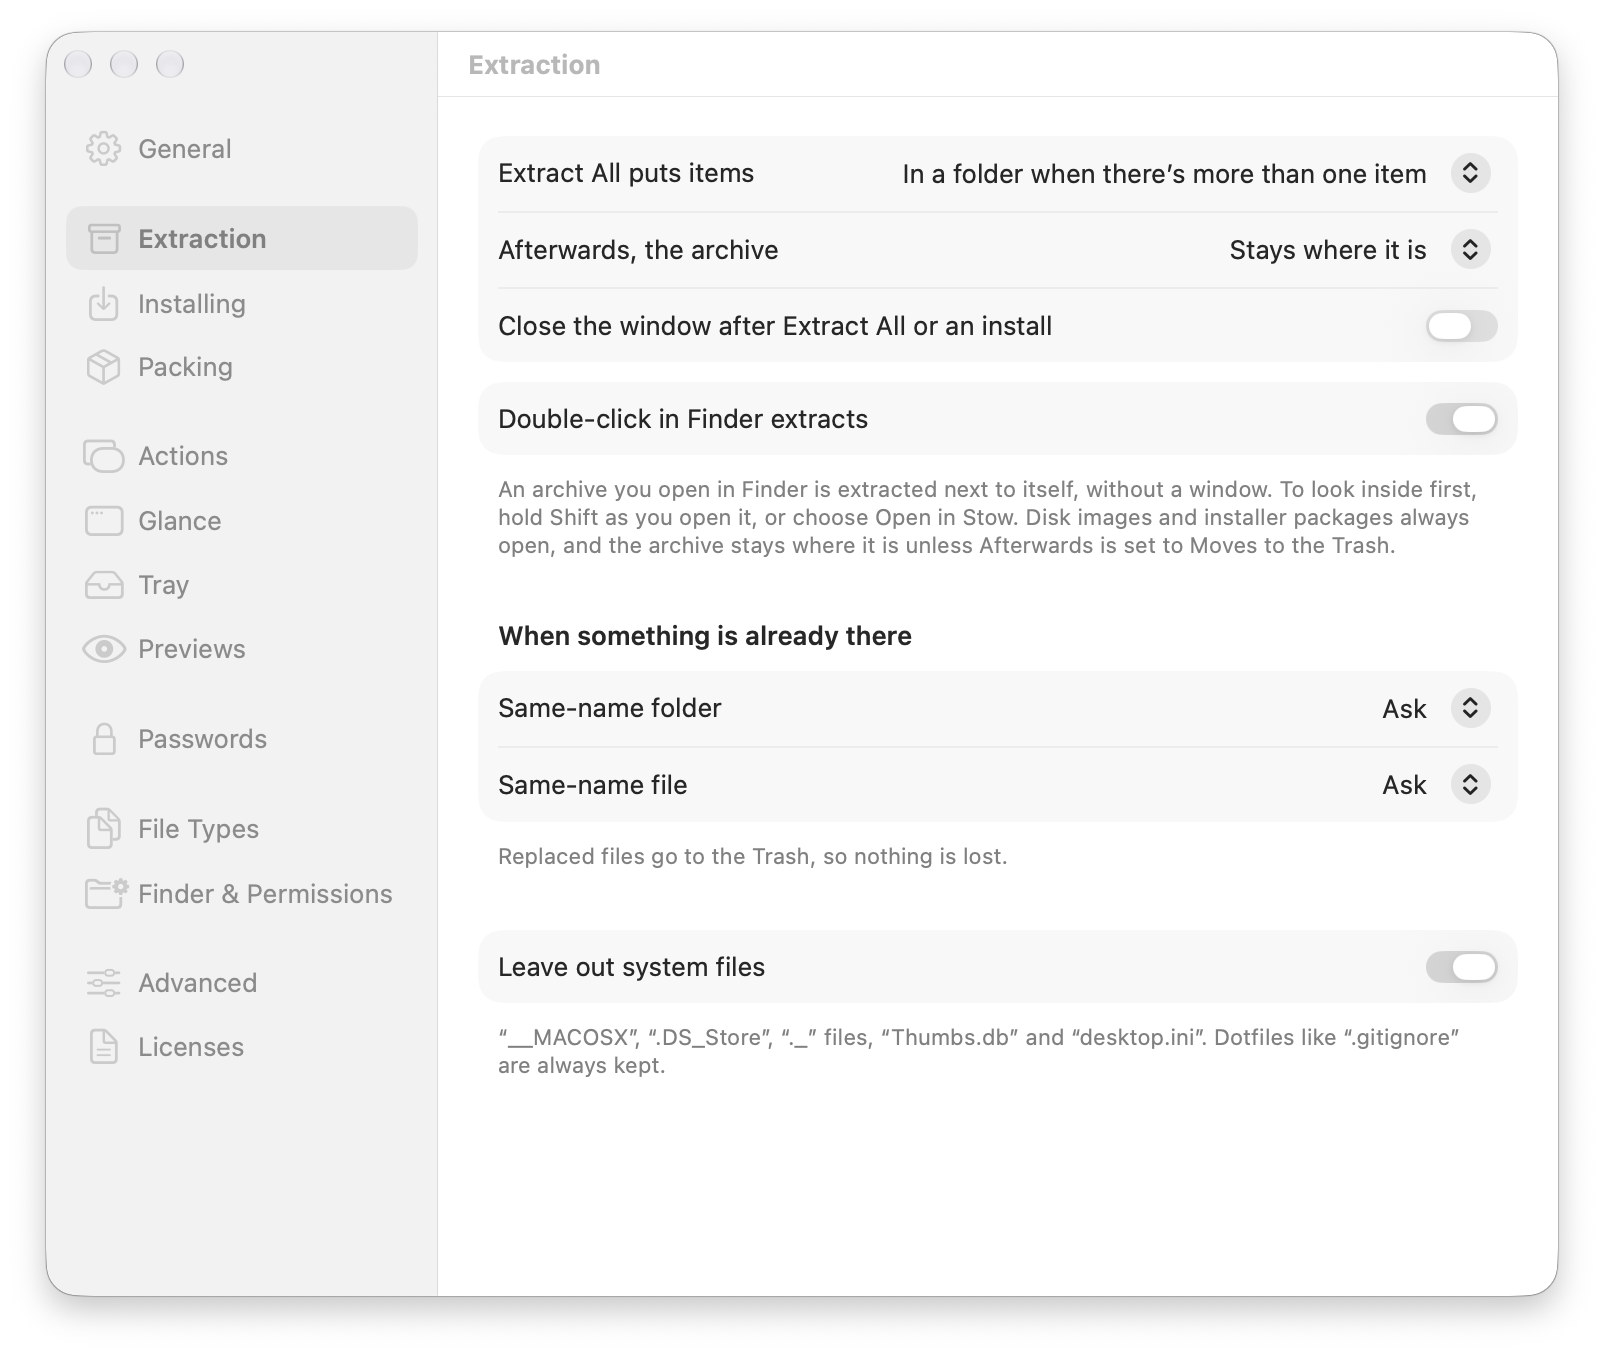 Extraction
General
Extraction
Installing
Packing
Actions
Glance
Tray
Previews
Passwords
File Types
Finder & Permissions
Advanced
Licenses
Extract All puts items
In a folder when there’s more than one item
Afterwards, the archive
Stays where it is
Close the window after Extract All or an install
Double-click in Finder extracts
An archive you open in Finder is extracted next to itself, without a window. To look inside first,
hold Shift as you open it, or choose Open in Stow. Disk images and installer packages always
open, and the archive stays where it is unless Afterwards is set to Moves to the Trash.
When something is already there
Same-name folder
Ask
Same-name file
Ask
Replaced files go to the Trash, so nothing is lost.
Leave out system files
“__MACOSX”, “.DS_Store”, “._” files, “Thumbs.db” and “desktop.ini”. Dotfiles like “.gitignore”
are always kept.